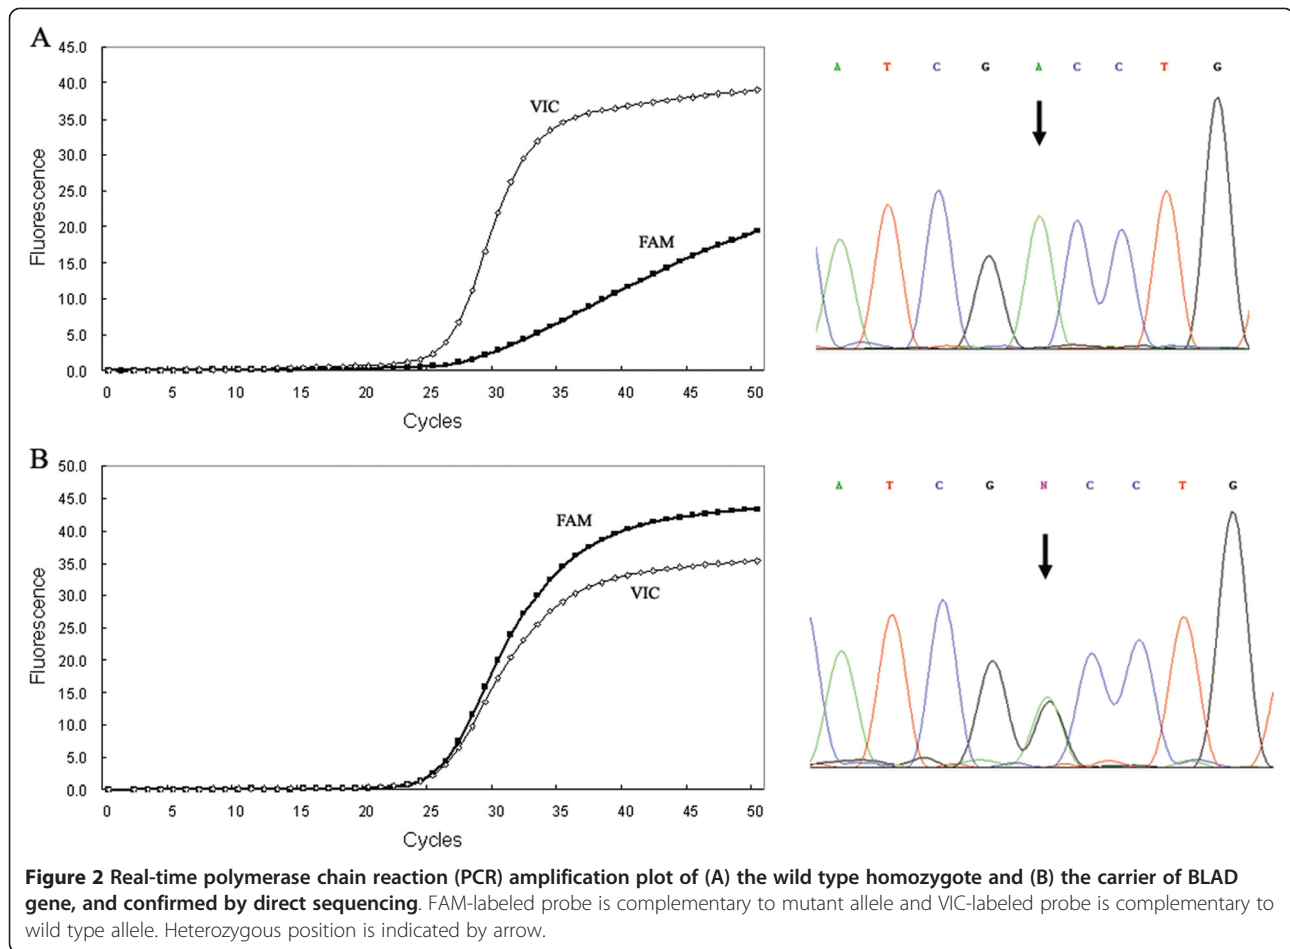 A
45.0
40.0
35.0
30.0
25.0
20.0
15.0
10.0
5.0
0.0
Fluorescence
VIC
FAM
0 5 10 15 20 25 30 35 40 45 50
Cycles
A T C G A C C T G
B
50.0
45.0
40.0
35.0
30.0
25.0
20.0
15.0
10.0
5.0
0.0
Fluorescence
FAM
VIC
0 5 10 15 20 25 30 35 40 45 50
Cycles
A T C G N C C T G
Figure 2 Real-time polymerase chain reaction (PCR) amplification plot of (A) the wild type homozygote and (B) the carrier of BLAD
gene, and confirmed by direct sequencing. FAM-labeled probe is complementary to mutant allele and VIC-labeled probe is complementary to
wild type allele. Heterozygous position is indicated by arrow.